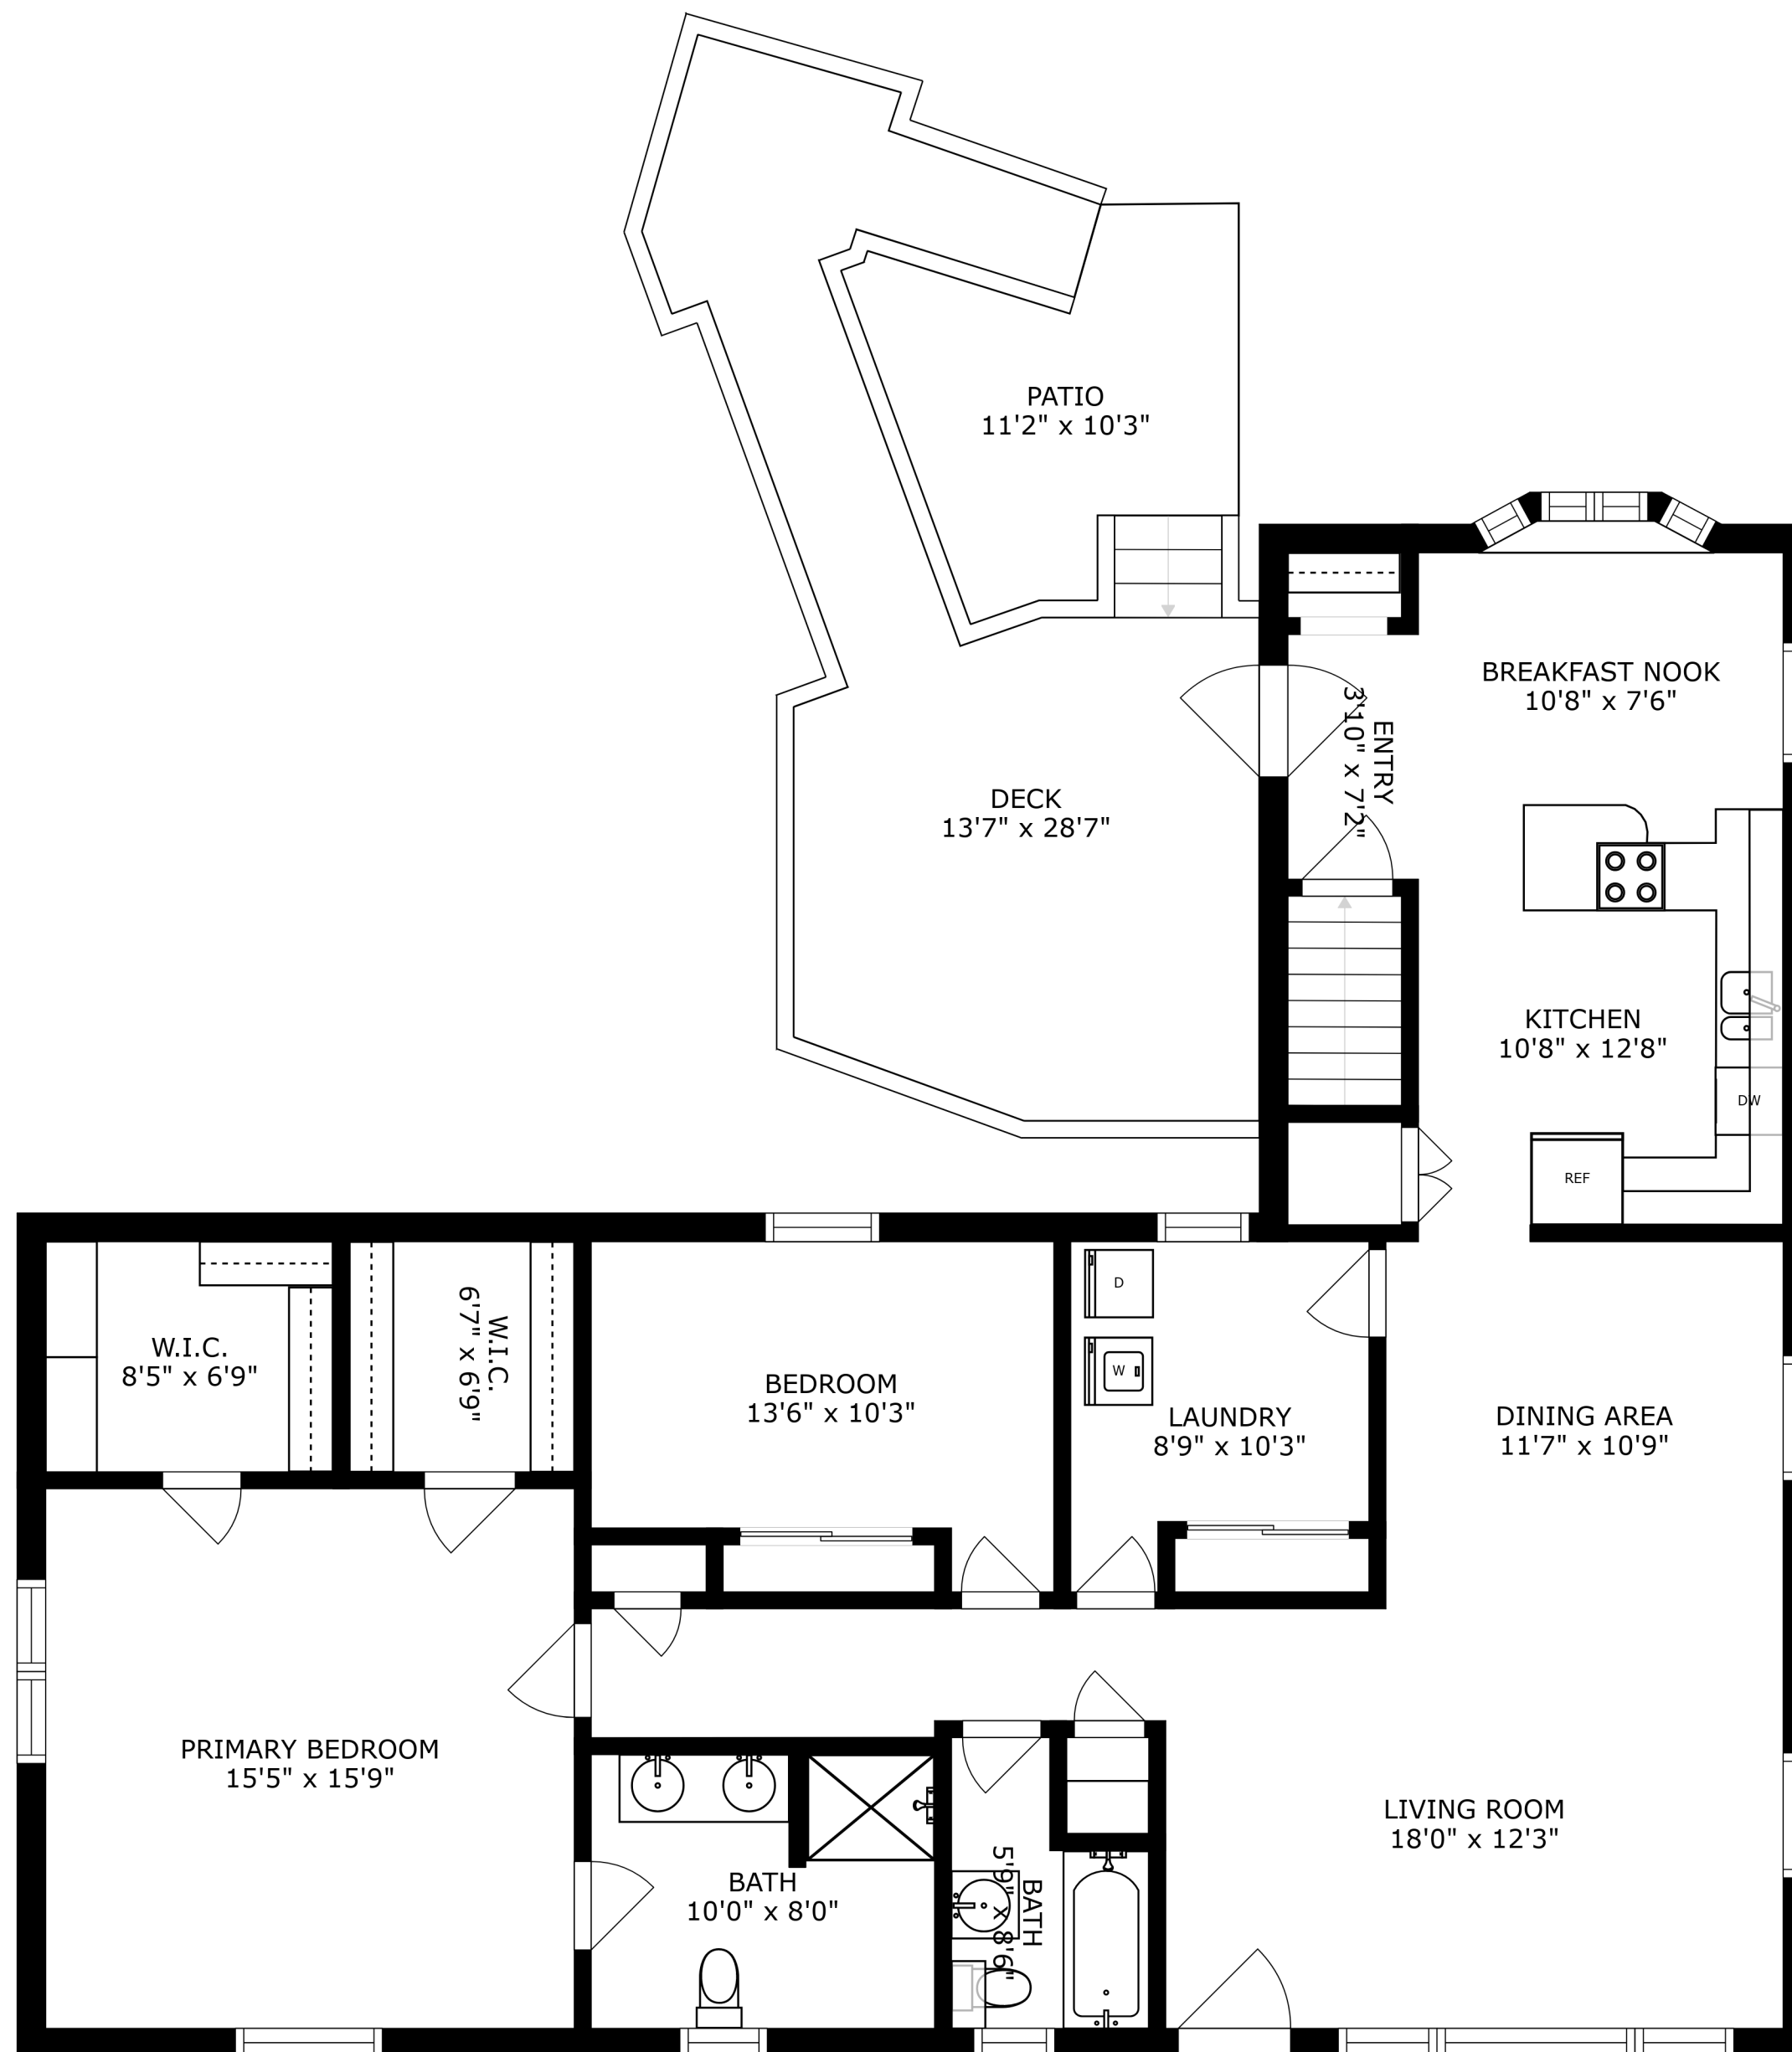 PATIO
11'2" x 10'3"
BREAKFAST NOOK
10'8" x 7'6"
ENTRY
3'10" x 7'2"
DECK
13'7" x 28'7"
KITCHEN
10'8" x 12'8"
DW
REF
D
W
W.I.C.
8'5" x 6'9"
W.I.C.
6'7" x 6'9"
BEDROOM
13'6" x 10'3"
LAUNDRY
8'9" x 10'3"
DINING AREA
11'7" x 10'9"
PRIMARY BEDROOM
15'5" x 15'9"
LIVING ROOM
18'0" x 12'3"
BATH
10'0" x 8'0"
BATH
5'9" x 8'6"